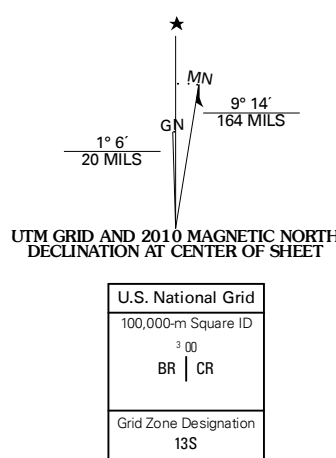 MN
GN
9° 14´
164 MILS
1° 6´
20 MILS
UTM GRID AND 2010 MAGNETIC NORTH
DECLINATION AT CENTER OF SHEET
U.S. National Grid
100,000-m Square ID
3 00
BR CR
Grid Zone Designation
13S